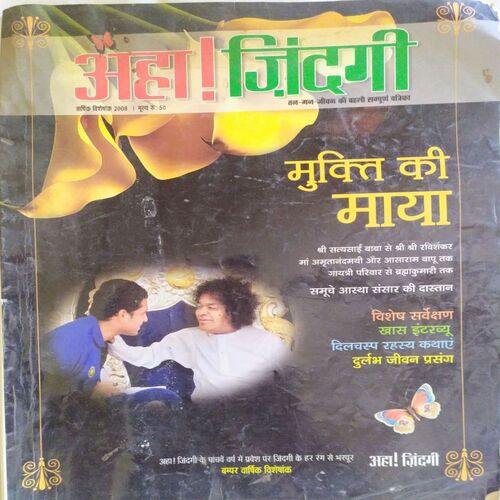 अहा! ज़िंदगी
तन-मन-जीवन की पहली सम्पूर्ण पत्रिका
वार्षिक विशेषांक 2008 । मूल्य रु. 50
मुक्ति की
माया
श्री सत्यसाईं बाबा से श्री श्री रविशंकर
मां अमृतानंदमयी और आसाराम बापू तक
गायत्री परिवार से ब्रह्माकुमारी तक
समूचे आस्था संसार की दास्तान
विशेष सर्वेक्षण
खास इंटरव्यू
दिलचस्प रहस्य कथाएं
दुर्लभ जीवन प्रसंग
अहा! ज़िंदगी के पांचवें वर्ष में प्रवेश पर ज़िंदगी के हर रंग से भरपूर
बम्पर वार्षिक विशेषांक
अहा! ज़िंदगी